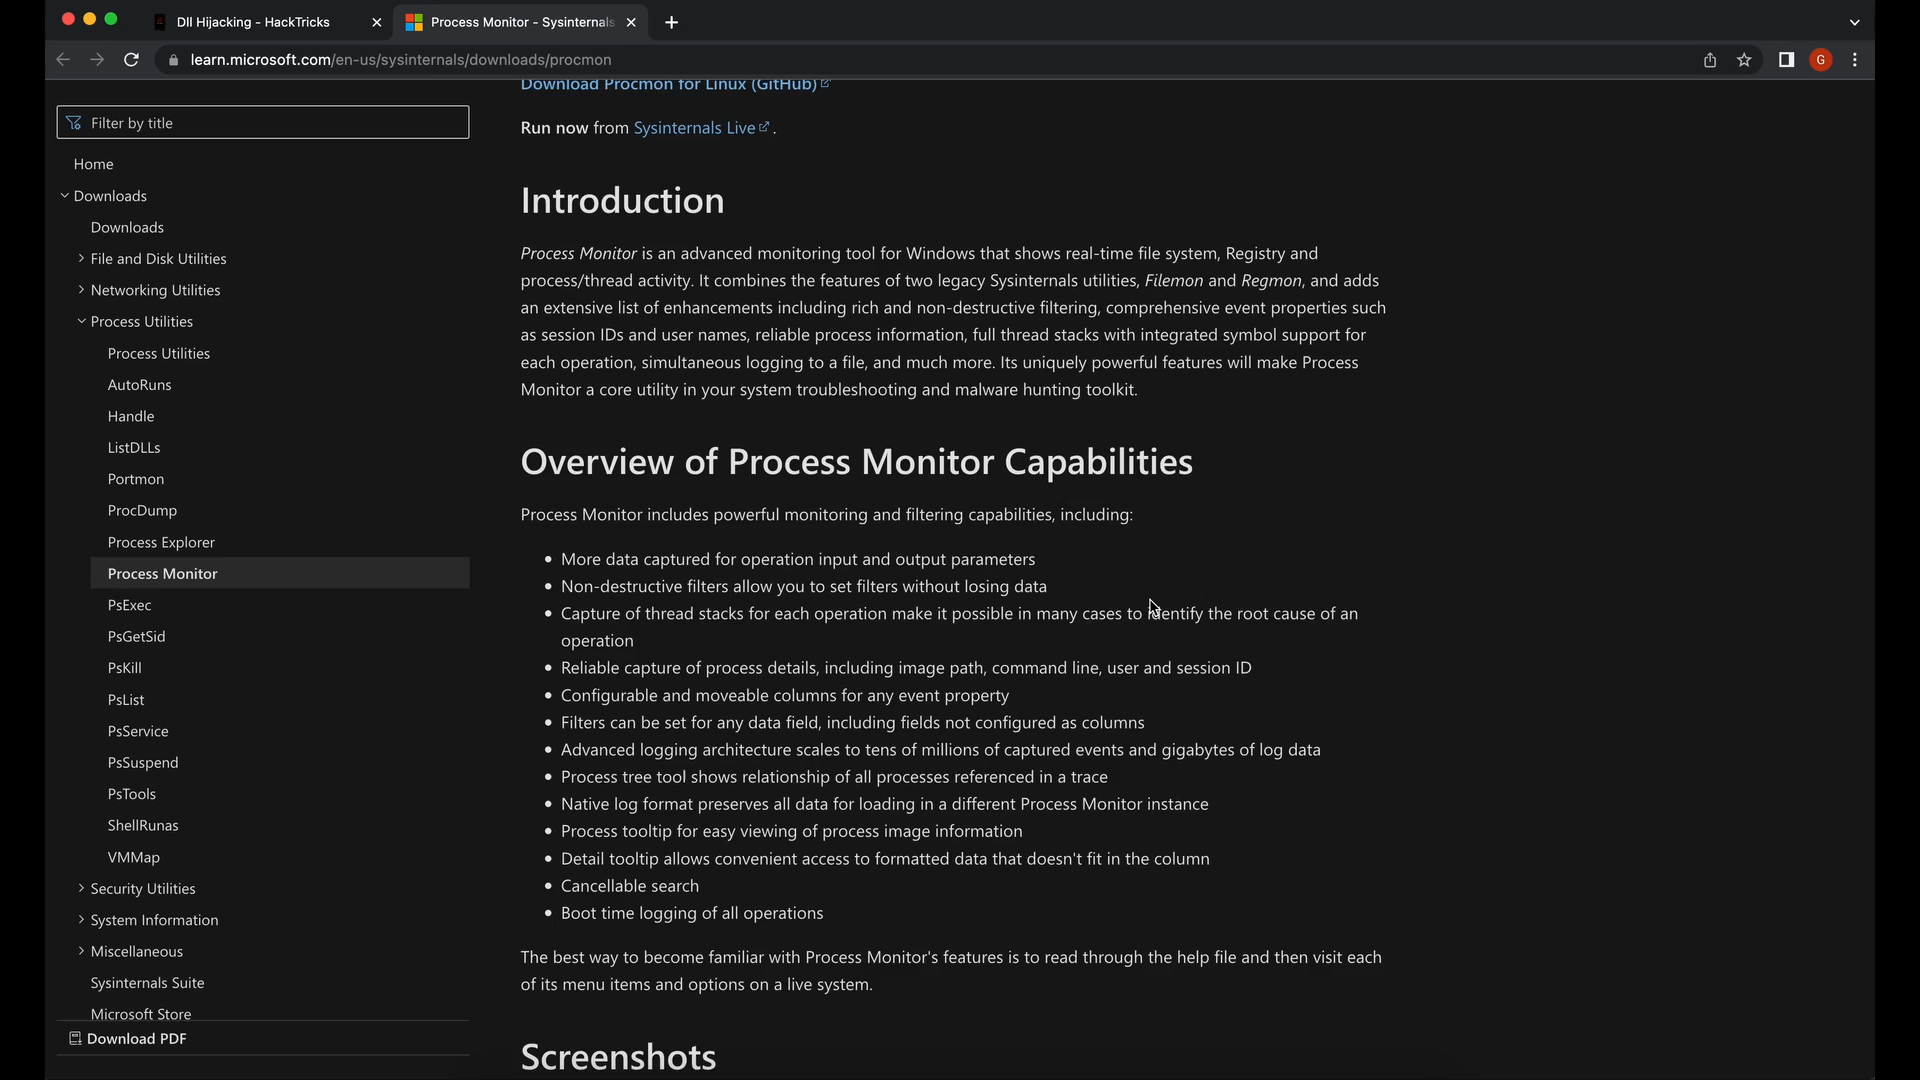 Dll Hijacking - HackTricks
Process Monitor - Sysinternals
learn.microsoft.com/en-us/sysinternals/downloads/procmon
G
Filter by title
Home
Downloads
Downloads
File and Disk Utilities
Networking Utilities
Process Utilities
Process Utilities
AutoRuns
Handle
ListDLLs
Portmon
ProcDump
Process Explorer
Process Monitor
PsExec
PsGetSid
PsKill
PsList
PsService
PsSuspend
PsTools
ShellRunas
VMMap
Security Utilities
System Information
Miscellaneous
Sysinternals Suite
Microsoft Store
Download PDF
Download Procmon for Linux (GitHub)
Run now from Sysinternals Live.
Introduction
Process Monitor is an advanced monitoring tool for Windows that shows real-time file system, Registry and
process/thread activity. It combines the features of two legacy Sysinternals utilities, Filemon and Regmon, and adds
an extensive list of enhancements including rich and non-destructive filtering, comprehensive event properties such
as session IDs and user names, reliable process information, full thread stacks with integrated symbol support for
each operation, simultaneous logging to a file, and much more. Its uniquely powerful features will make Process
Monitor a core utility in your system troubleshooting and malware hunting toolkit.
Overview of Process Monitor Capabilities
Process Monitor includes powerful monitoring and filtering capabilities, including:
• More data captured for operation input and output parameters
• Non-destructive filters allow you to set filters without losing data
• Capture of thread stacks for each operation make it possible in many cases to identify the root cause of an
operation
• Reliable capture of process details, including image path, command line, user and session ID
• Configurable and moveable columns for any event property
• Filters can be set for any data field, including fields not configured as columns
• Advanced logging architecture scales to tens of millions of captured events and gigabytes of log data
• Process tree tool shows relationship of all processes referenced in a trace
• Native log format preserves all data for loading in a different Process Monitor instance
• Process tooltip for easy viewing of process image information
• Detail tooltip allows convenient access to formatted data that doesn't fit in the column
• Cancellable search
• Boot time logging of all operations
The best way to become familiar with Process Monitor's features is to read through the help file and then visit each
of its menu items and options on a live system.
Screenshots